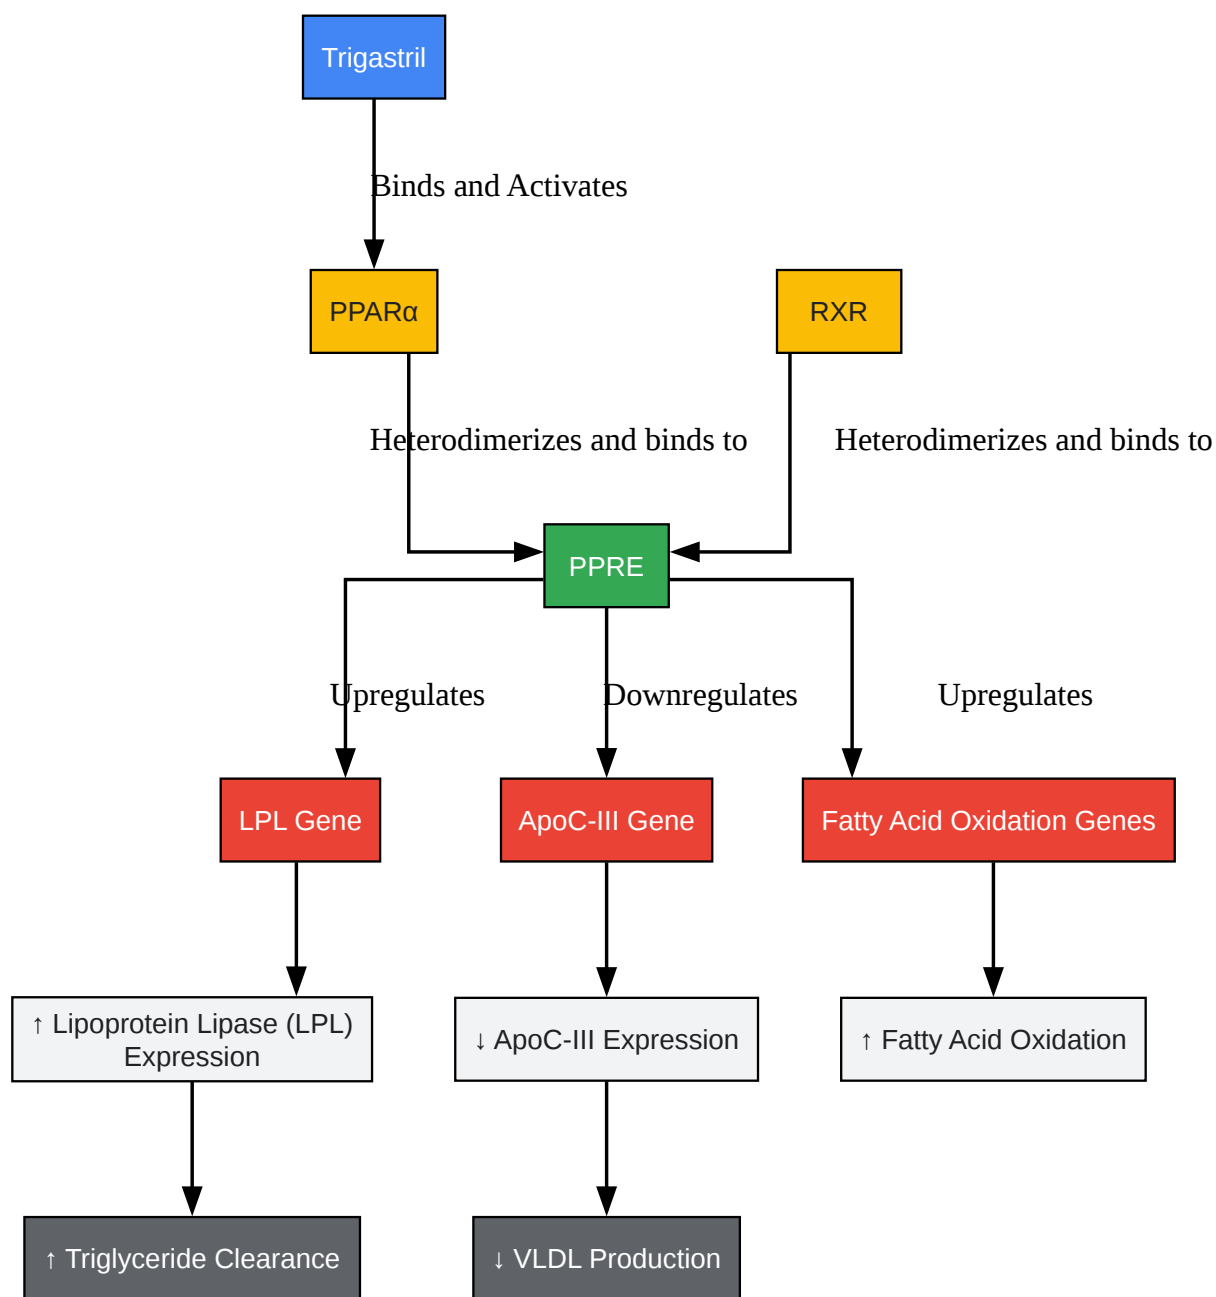 Trigastril
Binds and Activates
PPARα
RXR
Heterodimerizes and binds to
Heterodimerizes and binds to
PPRE
Upregulates
Downregulates
Upregulates
LPL Gene
ApoC-III Gene
Fatty Acid Oxidation Genes
↑ Lipoprotein Lipase (LPL)
Expression
↓ ApoC-III Expression
↑ Fatty Acid Oxidation
↑ Triglyceride Clearance
↓ VLDL Production